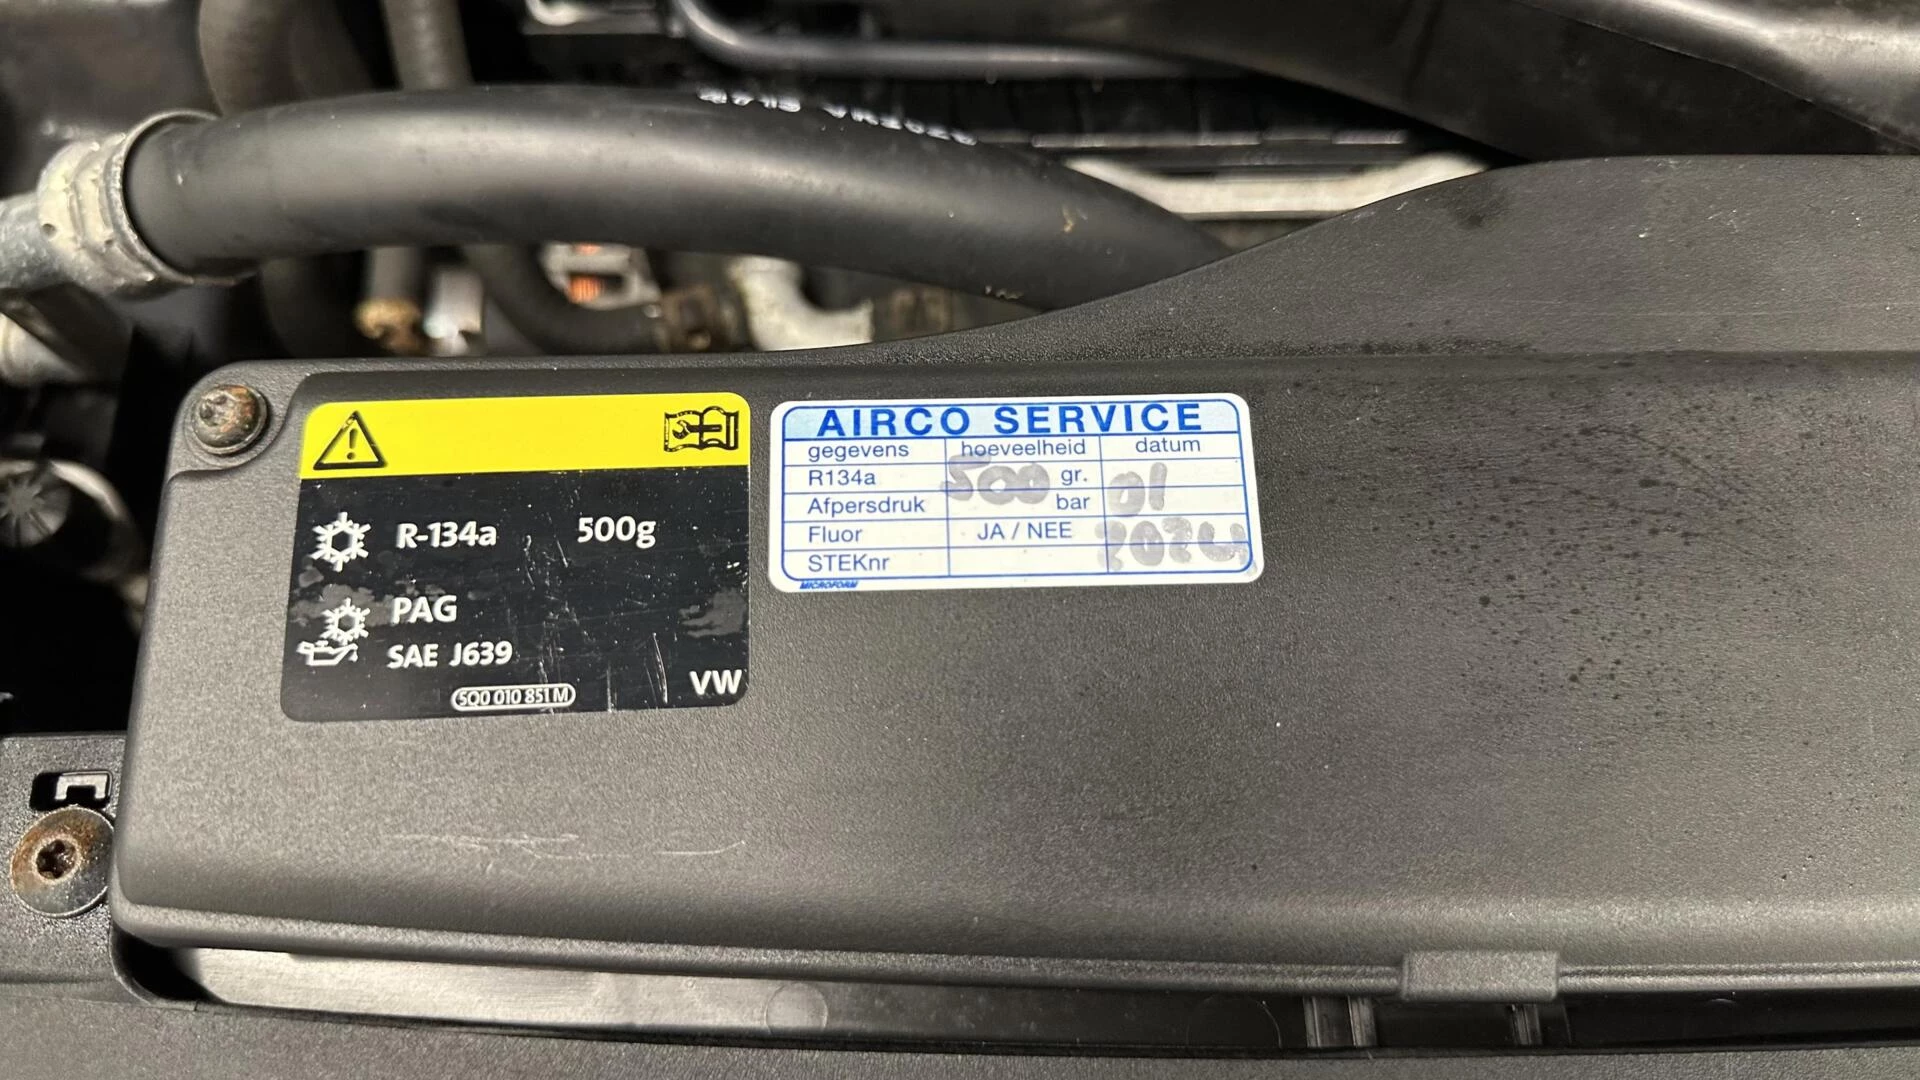 R-134a 500g
PAG
SAE J639
5Q0 010 851 M
VW
AIRCO SERVICE
gegevens hoeveelheid datum
R134a 500 gr. 01
Afpersdruk bar
Fluor JA / NEE 2024
STEKnr
MICROFORM